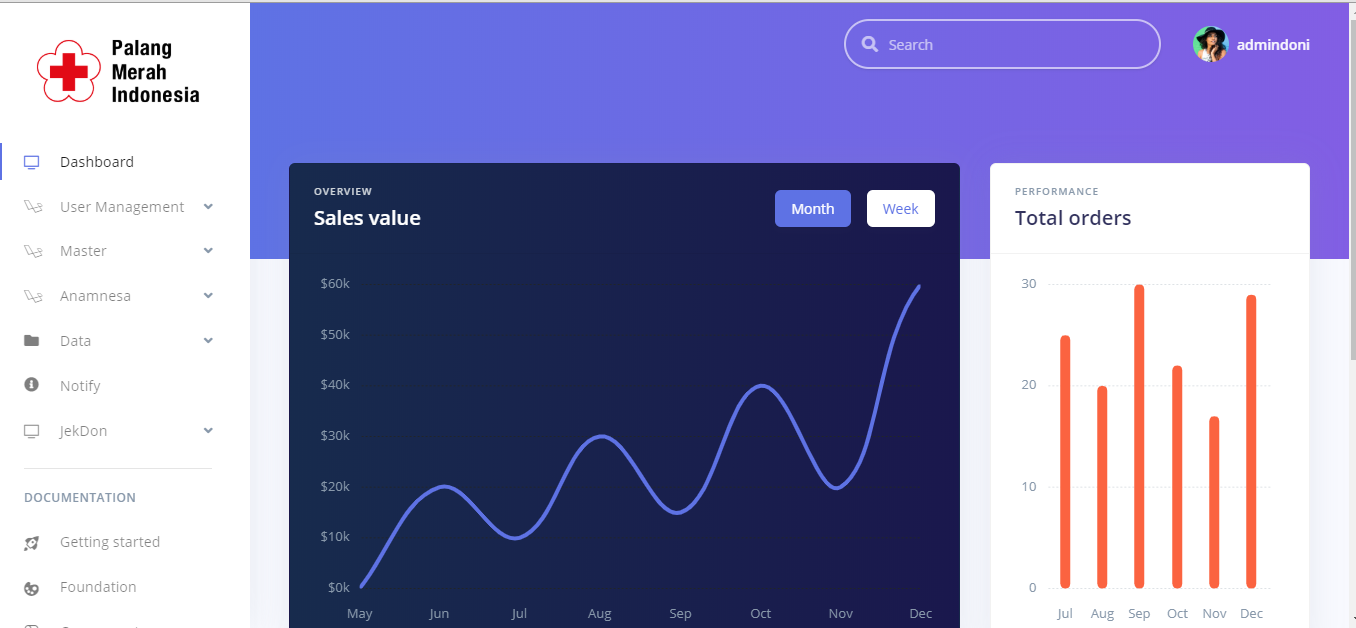 Palang
Merah
Indonesia
Dashboard
User Management
Master
Anamnesa
Data
Notify
JekDon
DOCUMENTATION
Getting started
Foundation
Search
admindoni
OVERVIEW
Sales value
Month
Week
$60k
$50k
$40k
$30k
$20k
$10k
$0k
May Jun Jul Aug Sep Oct Nov Dec
PERFORMANCE
Total orders
30
20
10
0
Jul Aug Sep Oct Nov Dec